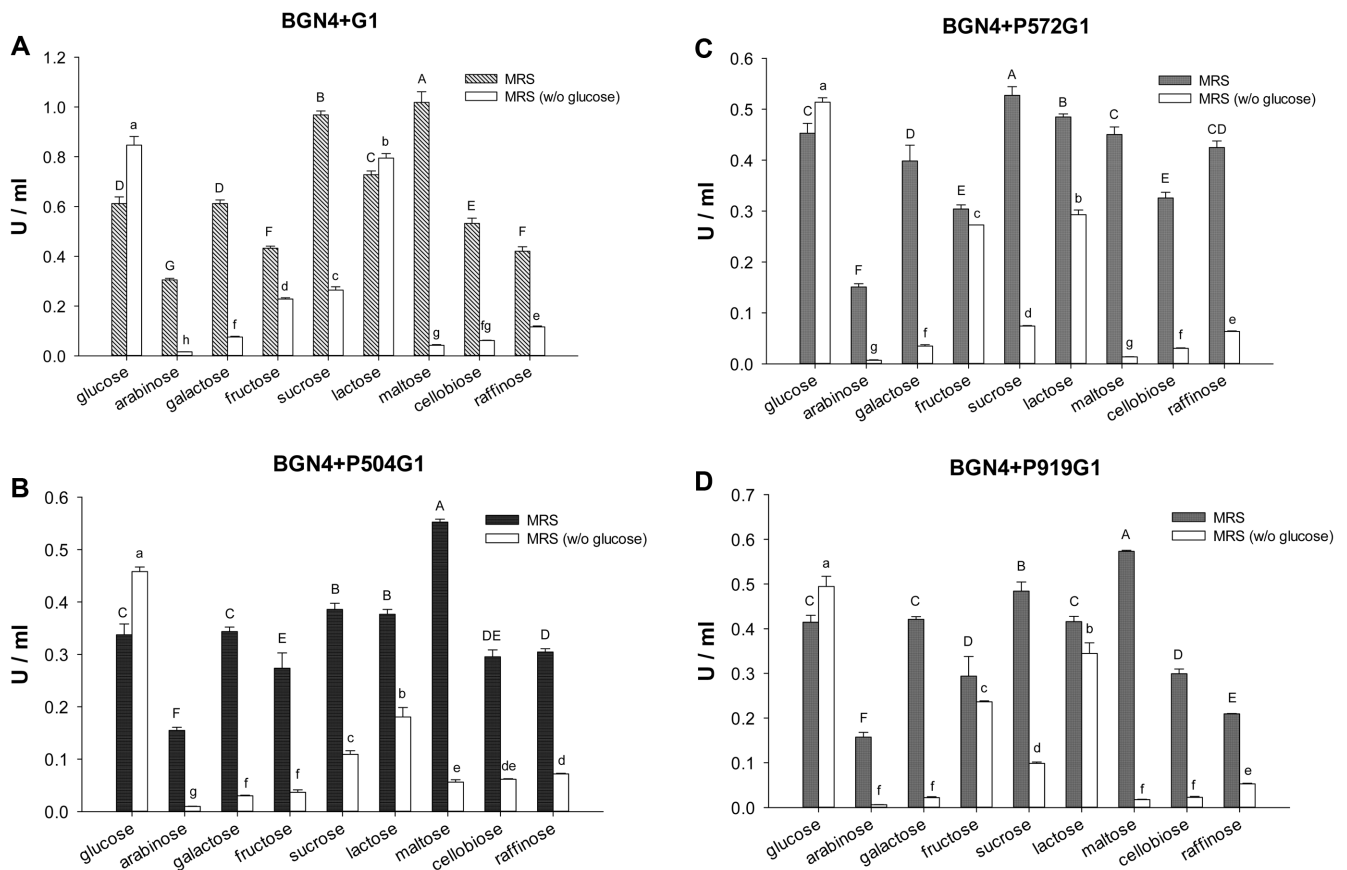 A
BGN4+G1
U / ml
1.2
1.0
0.8
0.6
0.4
0.2
0.0
MRS
MRS (w/o glucose)
D a G h D f F d B c C b A g E fg F e
glucose arabinose galactose fructose sucrose lactose maltose cellobiose raffinose
C
BGN4+P572G1
U / ml
0.6
0.5
0.4
0.3
0.2
0.1
0.0
MRS
MRS (w/o glucose)
C a F g D f E c A d B b C g E f CD e
glucose arabinose galactose fructose sucrose lactose maltose cellobiose raffinose
B
BGN4+P504G1
U / ml
0.6
0.5
0.4
0.3
0.2
0.1
0.0
MRS
MRS (w/o glucose)
C a F g C f E f B c B b A e DE de D d
glucose arabinose galactose fructose sucrose lactose maltose cellobiose raffinose
D
BGN4+P919G1
U / ml
0.7
0.6
0.5
0.4
0.3
0.2
0.1
0.0
MRS
MRS (w/o glucose)
C a F f C f D c B d C b A f D f E e
glucose arabinose galactose fructose sucrose lactose maltose cellobiose raffinose